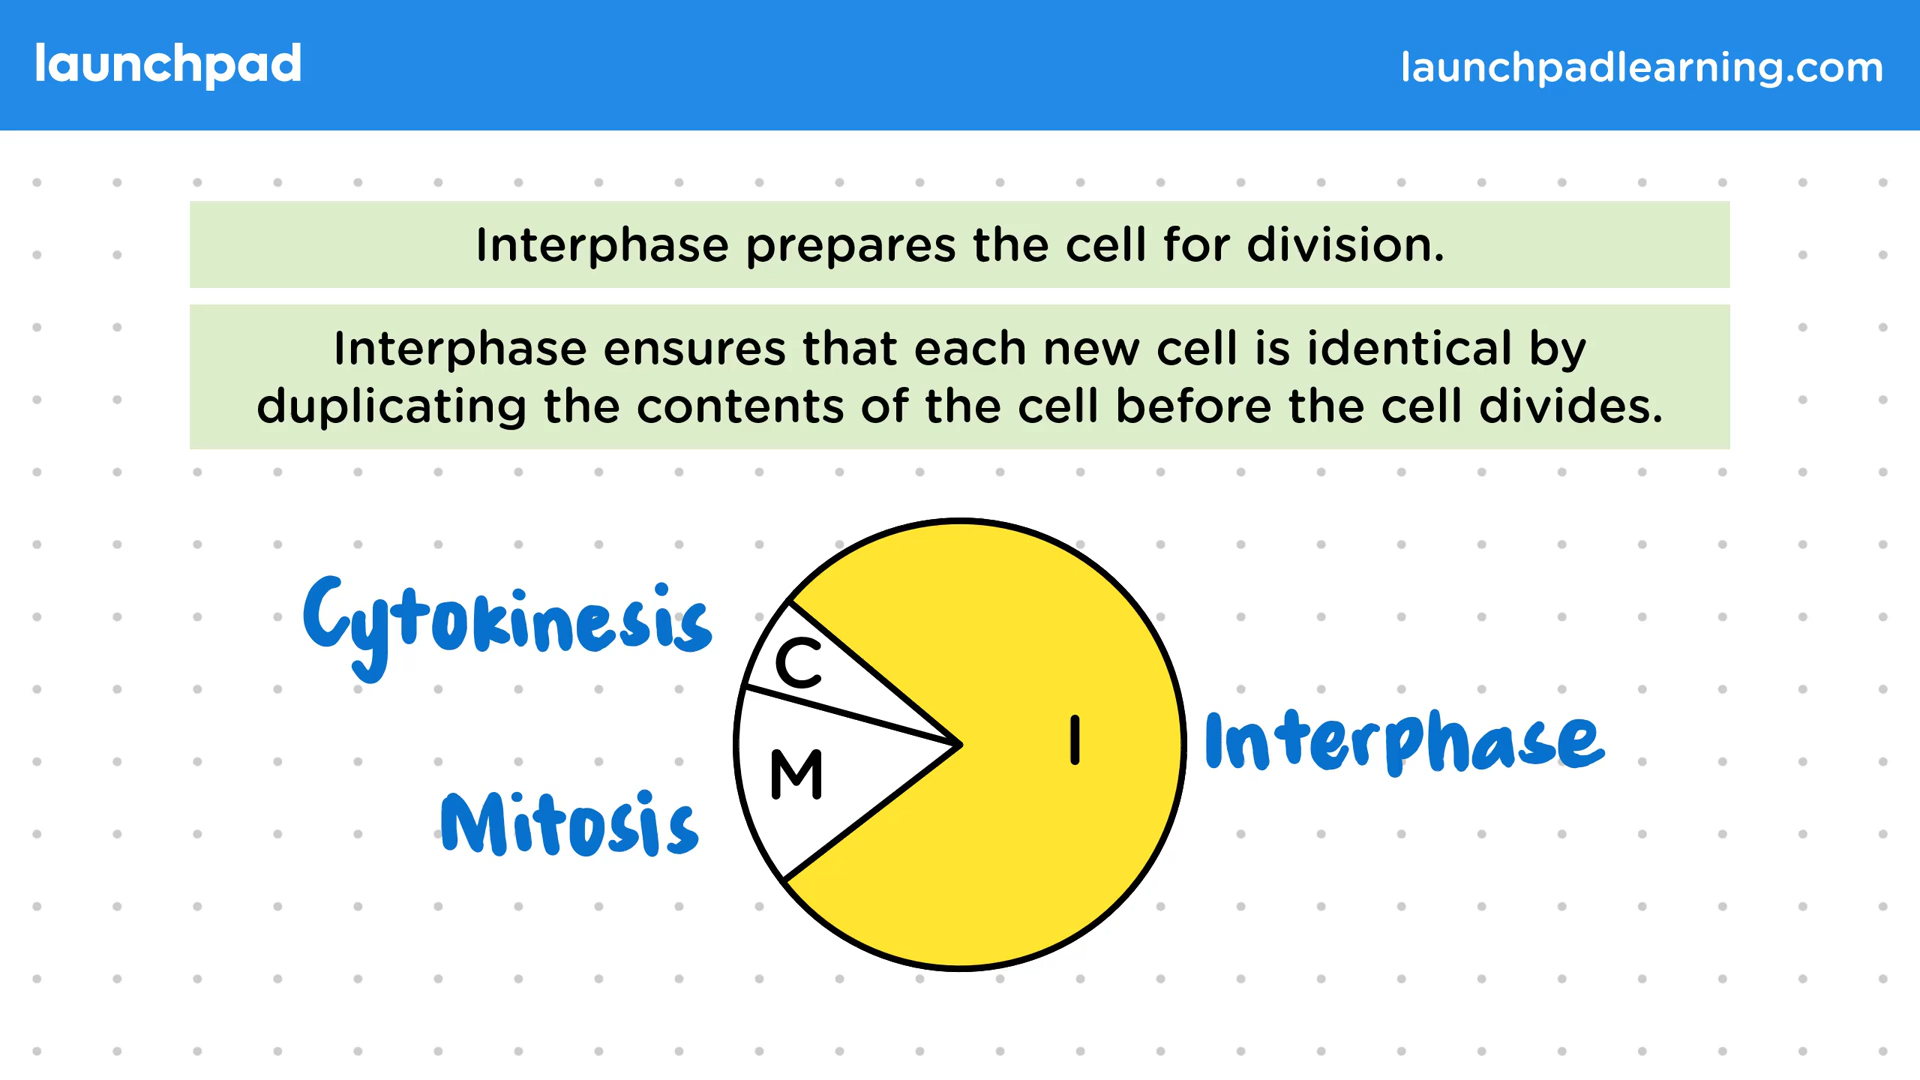 launchpad
launchpadlearning.com
Interphase prepares the cell for division.
Interphase ensures that each new cell is identical by
duplicating the contents of the cell before the cell divides.
Cytokinesis
C
I
Interphase
M
Mitosis